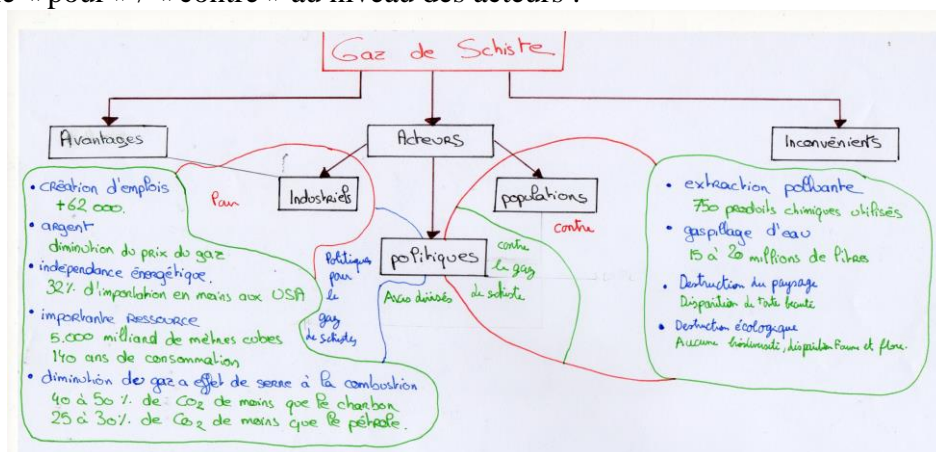 « pour » / « contre » au niveau des acteurs :
Gaz de Schiste
Avantages
Acteurs
Inconvénients
Industriels
populations
politiques
Pour
contre
• création d'emplois
+62 000.
• argent
diminution du prix du gaz
• indépendance énergétique.
32% d'importation en moins aux USA
• importante ressource
5.000 milliard de mètres cubes
140 ans de consommation
• diminution de gaz a effet de serre à la combustion
40 à 50 % de CO2 de moins que le charbon
25 à 30% de CO2 de moins que le pétrole.
Politiques
pour
le
gaz
de schistes
Avis divisés
contre
le gaz
de schiste
• extraction polluante
750 produits chimiques utilisés
• gaspillage d'eau
15 à 20 millions de litres
• Destruction du paysage
Disparition de toute beauté
• Destruction écologique
Aucune biodiversité, disparition Faune et flore.